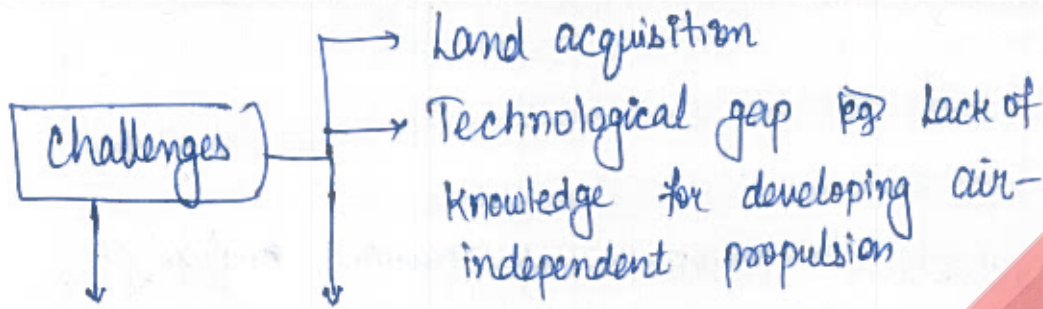 Land acquisition
Challenges
Technological gap eg Lack of
knowledge for developing air-
independent propulsion